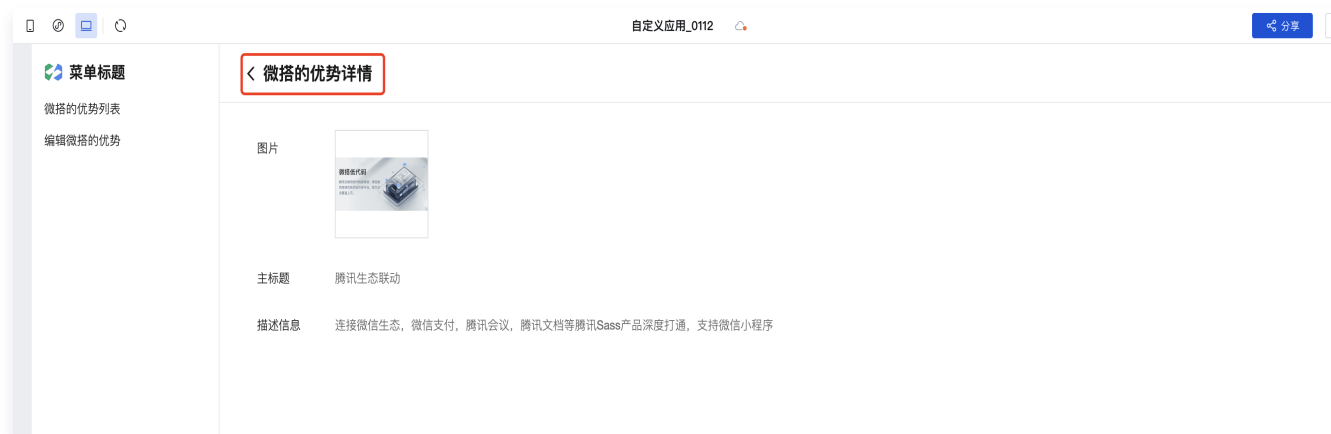 自定义应用_0112
分享
菜单标题
微搭的优势列表
编辑微搭的优势
微搭的优势详情
图片
微搭低代码
主标题
腾讯生态联动
描述信息
连接微信生态，微信支付，腾讯会议，腾讯文档等腾讯Sass产品深度打通，支持微信小程序